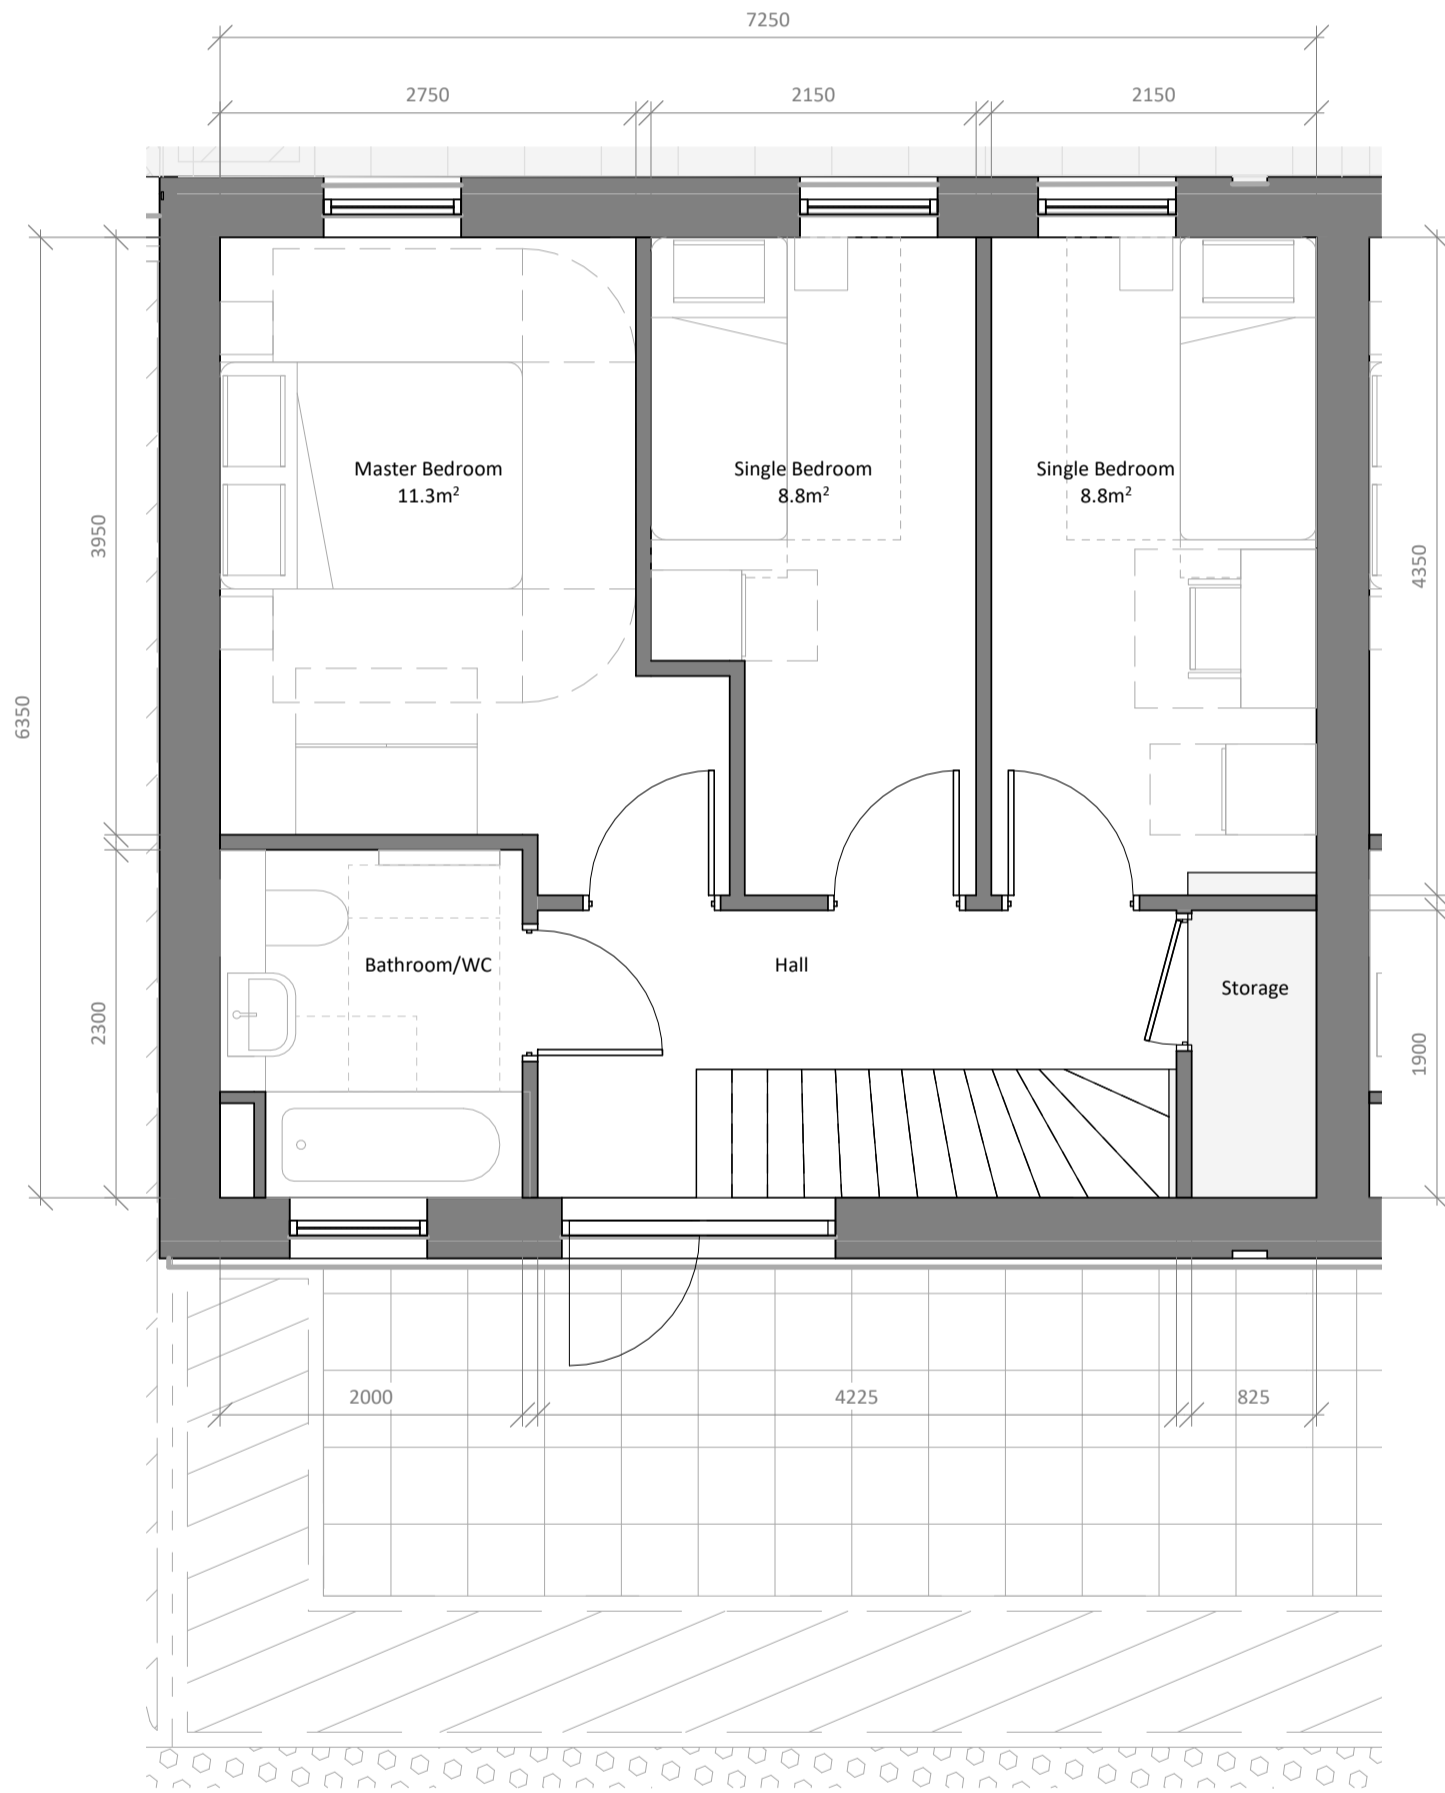 7250
2750
2150
2150
Master Bedroom
11.3m²
Single Bedroom
8.8m²
Single Bedroom
8.8m²
3950
4350
6350
Bathroom/WC
Hall
Storage
2300
1900
2000
4225
825